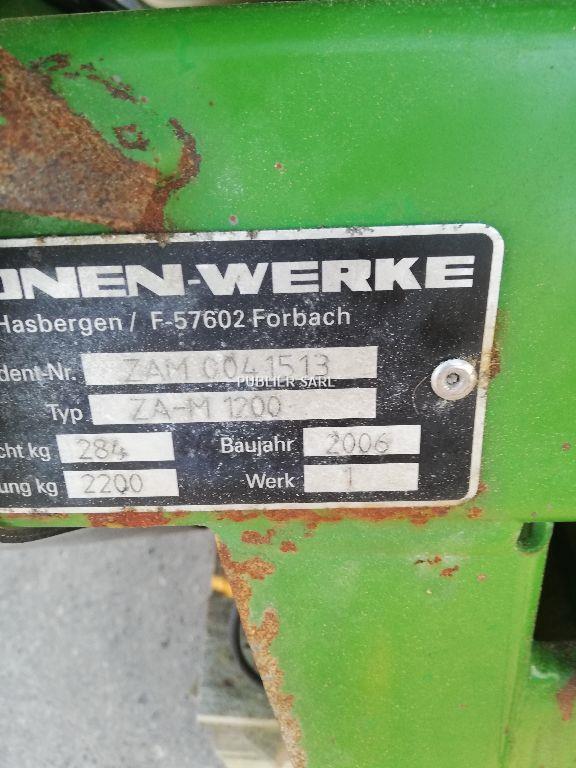 ONEN-WERKE
Hasbergen / F-57602 Forbach
dent-Nr. ZAM 0041513
PUBLIER SARL
Typ ZA-M 1200
cht kg 284 Baujahr 2006
ung kg 2200 Werk 1